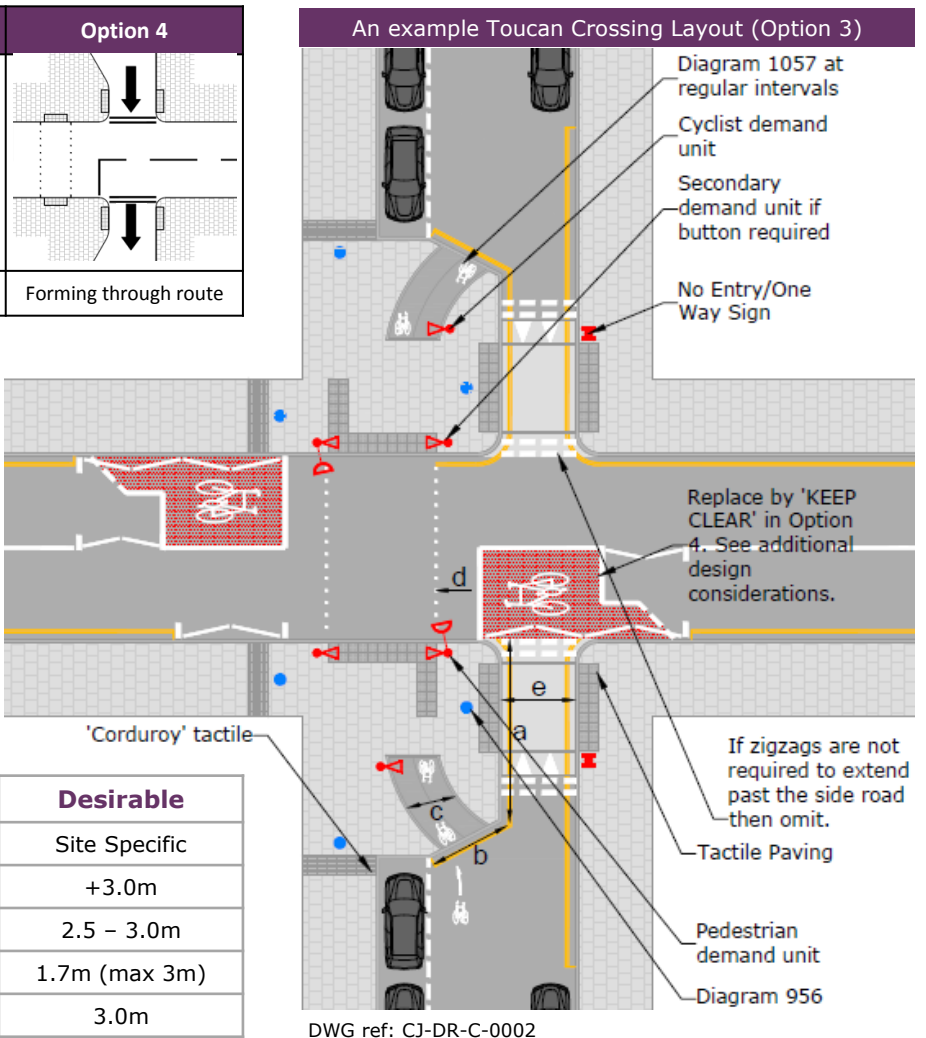 Option 4
Forming through route
An example Toucan Crossing Layout (Option 3)
Diagram 1057 at
regular intervals
Cyclist demand
unit
Secondary
demand unit if
button required
No Entry/One
Way Sign
Replace by 'KEEP
CLEAR' in Option
4. See additional
design
considerations.
d
e
a
'Corduroy' tactile
c
b
If zigzags are not
required to extend
past the side road
then omit.
Tactile Paving
Pedestrian
demand unit
Diagram 956
Desirable
Site Specific
+3.0m
2.5 – 3.0m
1.7m (max 3m)
3.0m
DWG ref: CJ-DR-C-0002